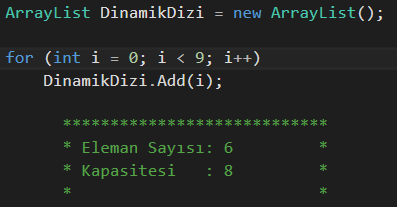 ArrayList DinamikDizi = new ArrayList();
for (int i = 0; i < 9; i++)
DinamikDizi.Add(i);
****************************
* Eleman Sayısı: 6 *
* Kapasitesi : 8 *
* *